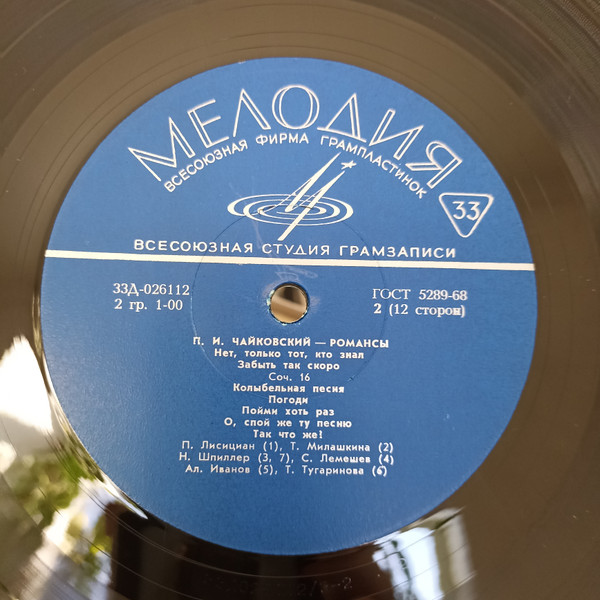 МЕЛОДИЯ
ВСЕСОЮЗНАЯ ФИРМА ГРАМПЛАСТИНОК
33
ВСЕСОЮЗНАЯ СТУДИЯ ГРАМЗАПИСИ
33Д-026112
ГОСТ 5289-68
2 гр. 1-00
2 (12 сторон)
П. И. ЧАЙКОВСКИЙ — РОМАНСЫ
Нет, только тот, кто знал
Забыть так скоро
Соч. 16
Колыбельная песня
Погоди
Пойми хоть раз
О, спой же ту песню
Так что же!
П. Лисициан (1), Т. Милашкина (2)
Н. Шпиллер (3, 7), С. Лемешев (4)
Ал. Иванов (5), Т. Тугаринова (6)